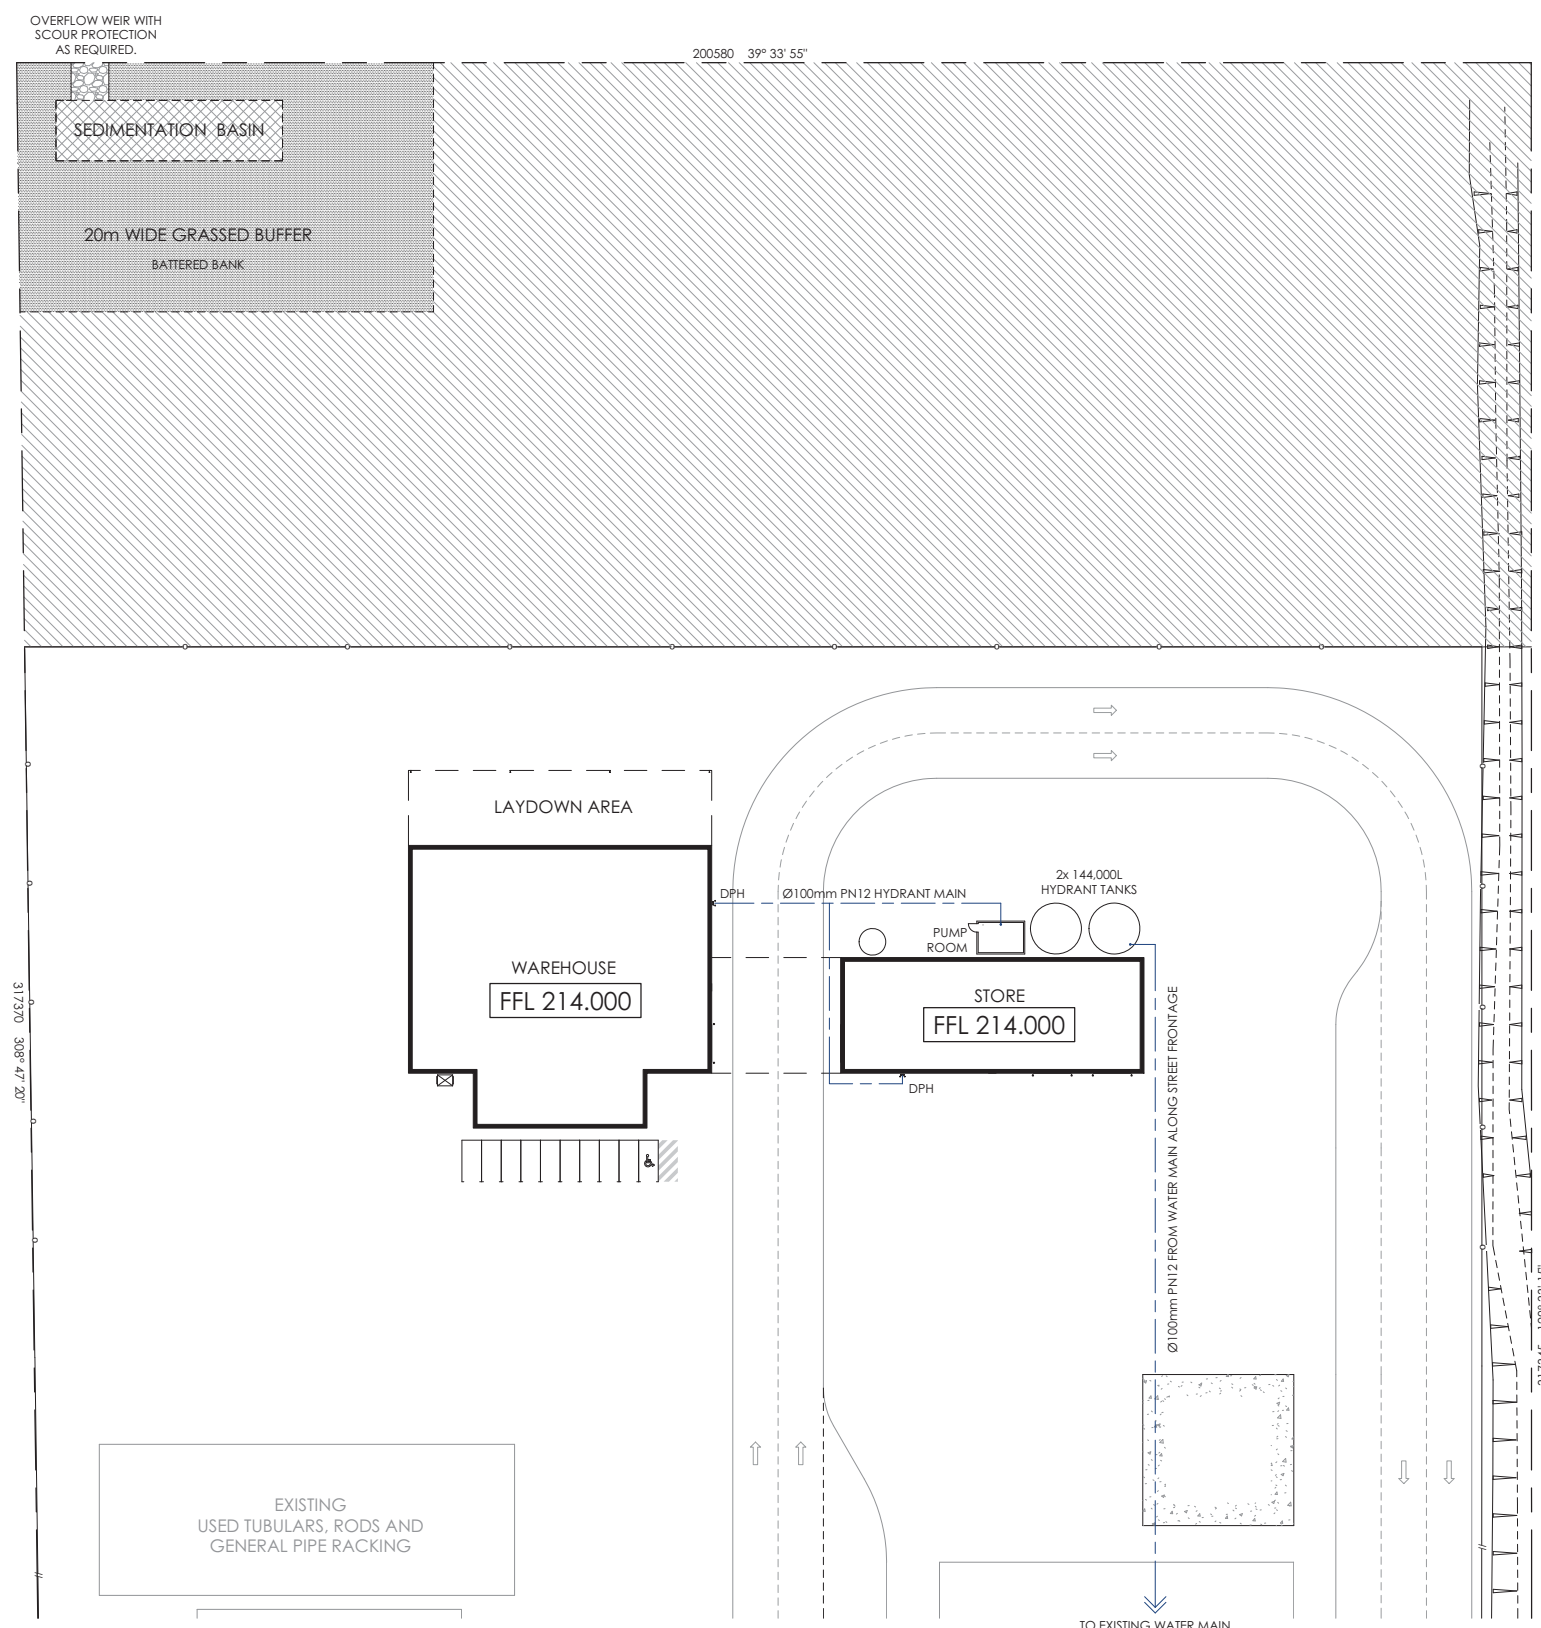 OVERFLOW WEIR WITH
SCOUR PROTECTION
AS REQUIRED.
200580 39° 33' 55"
SEDIMENTATION BASIN
20m WIDE GRASSED BUFFER
BATTERED BANK
LAYDOWN AREA
DPH
Ø100mm PN12 HYDRANT MAIN
2x 144,000L
HYDRANT TANKS
PUMP
ROOM
WAREHOUSE
FFL 214.000
STORE
FFL 214.000
DPH
317370 308° 47' 20"
Ø100mm PN12 FROM WATER MAIN ALONG STREET FRONTAGE
EXISTING
USED TUBULARS, RODS AND
GENERAL PIPE RACKING
TO EXISTING WATER MAIN